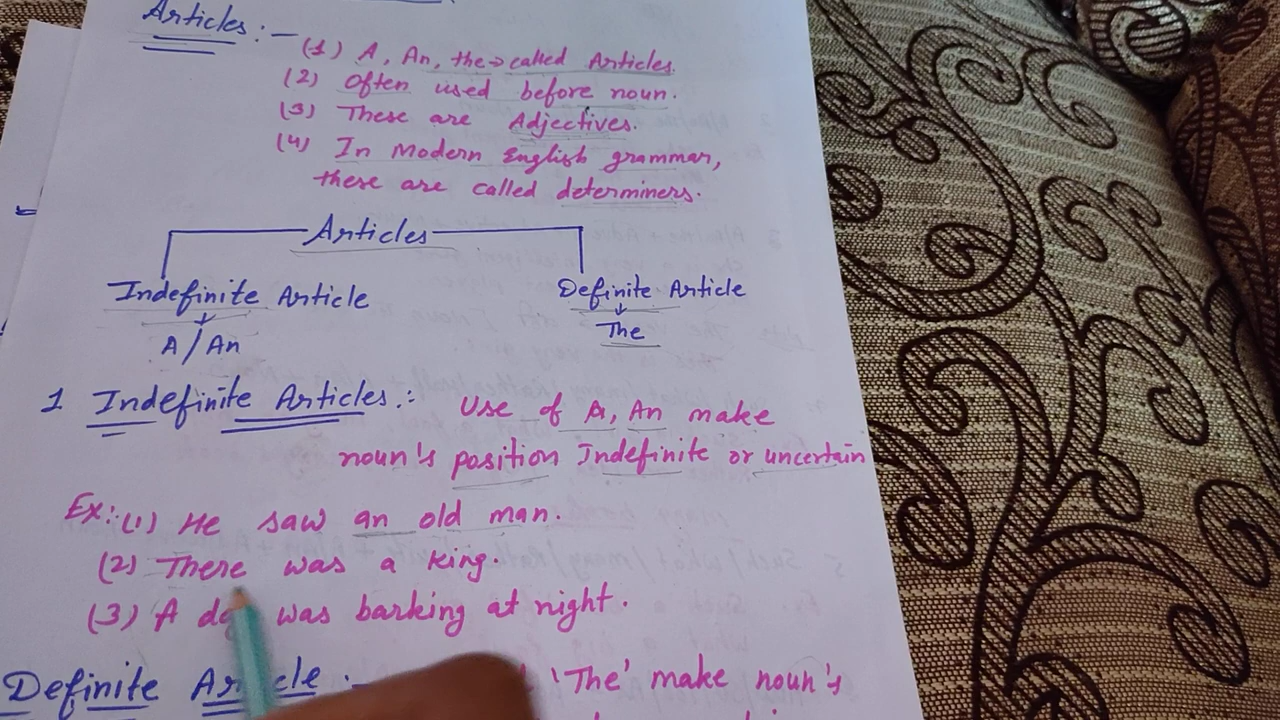 Articles :-
(1) A, An, the → called Articles.
(2) Often used before noun.
(3) These are Adjectives.
(4) In Modern English grammar,
these are called determiners.
Articles
Indefinite Article Definite Article
A / An The
1 Indefinite Articles :- Use of A, An make
noun's position Indefinite or uncertain
Ex:- (1) He saw an old man.
(2) There was a king.
(3) A was barking at night.
Definite Article :- 'The' make noun's